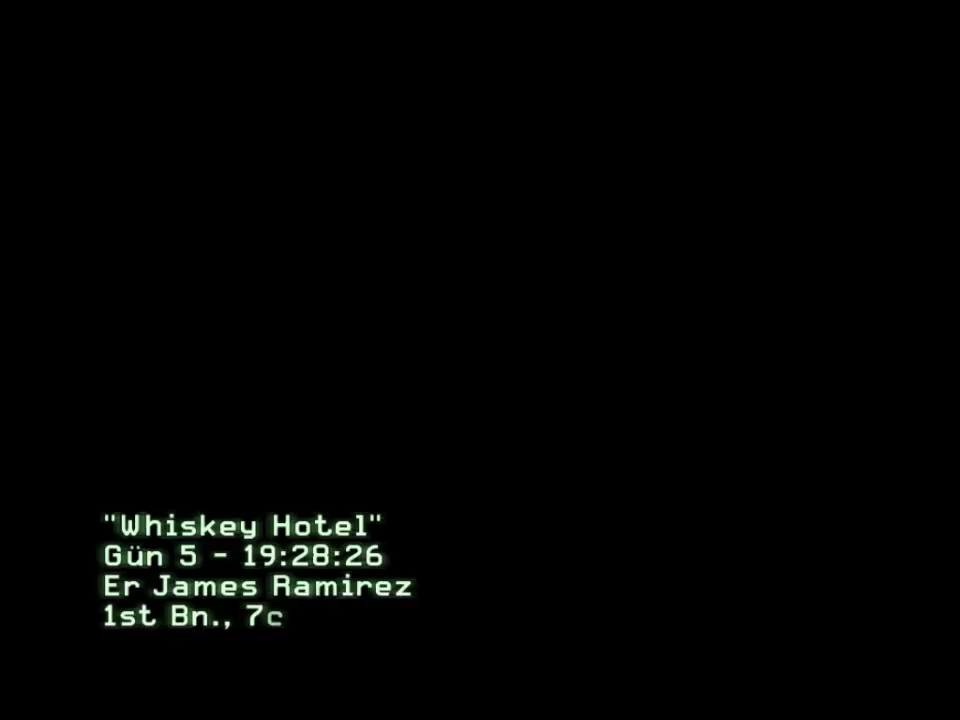 "Whiskey Hotel"
Gün 5 - 19:28:26
Er James Ramirez
1st Bn., 7c